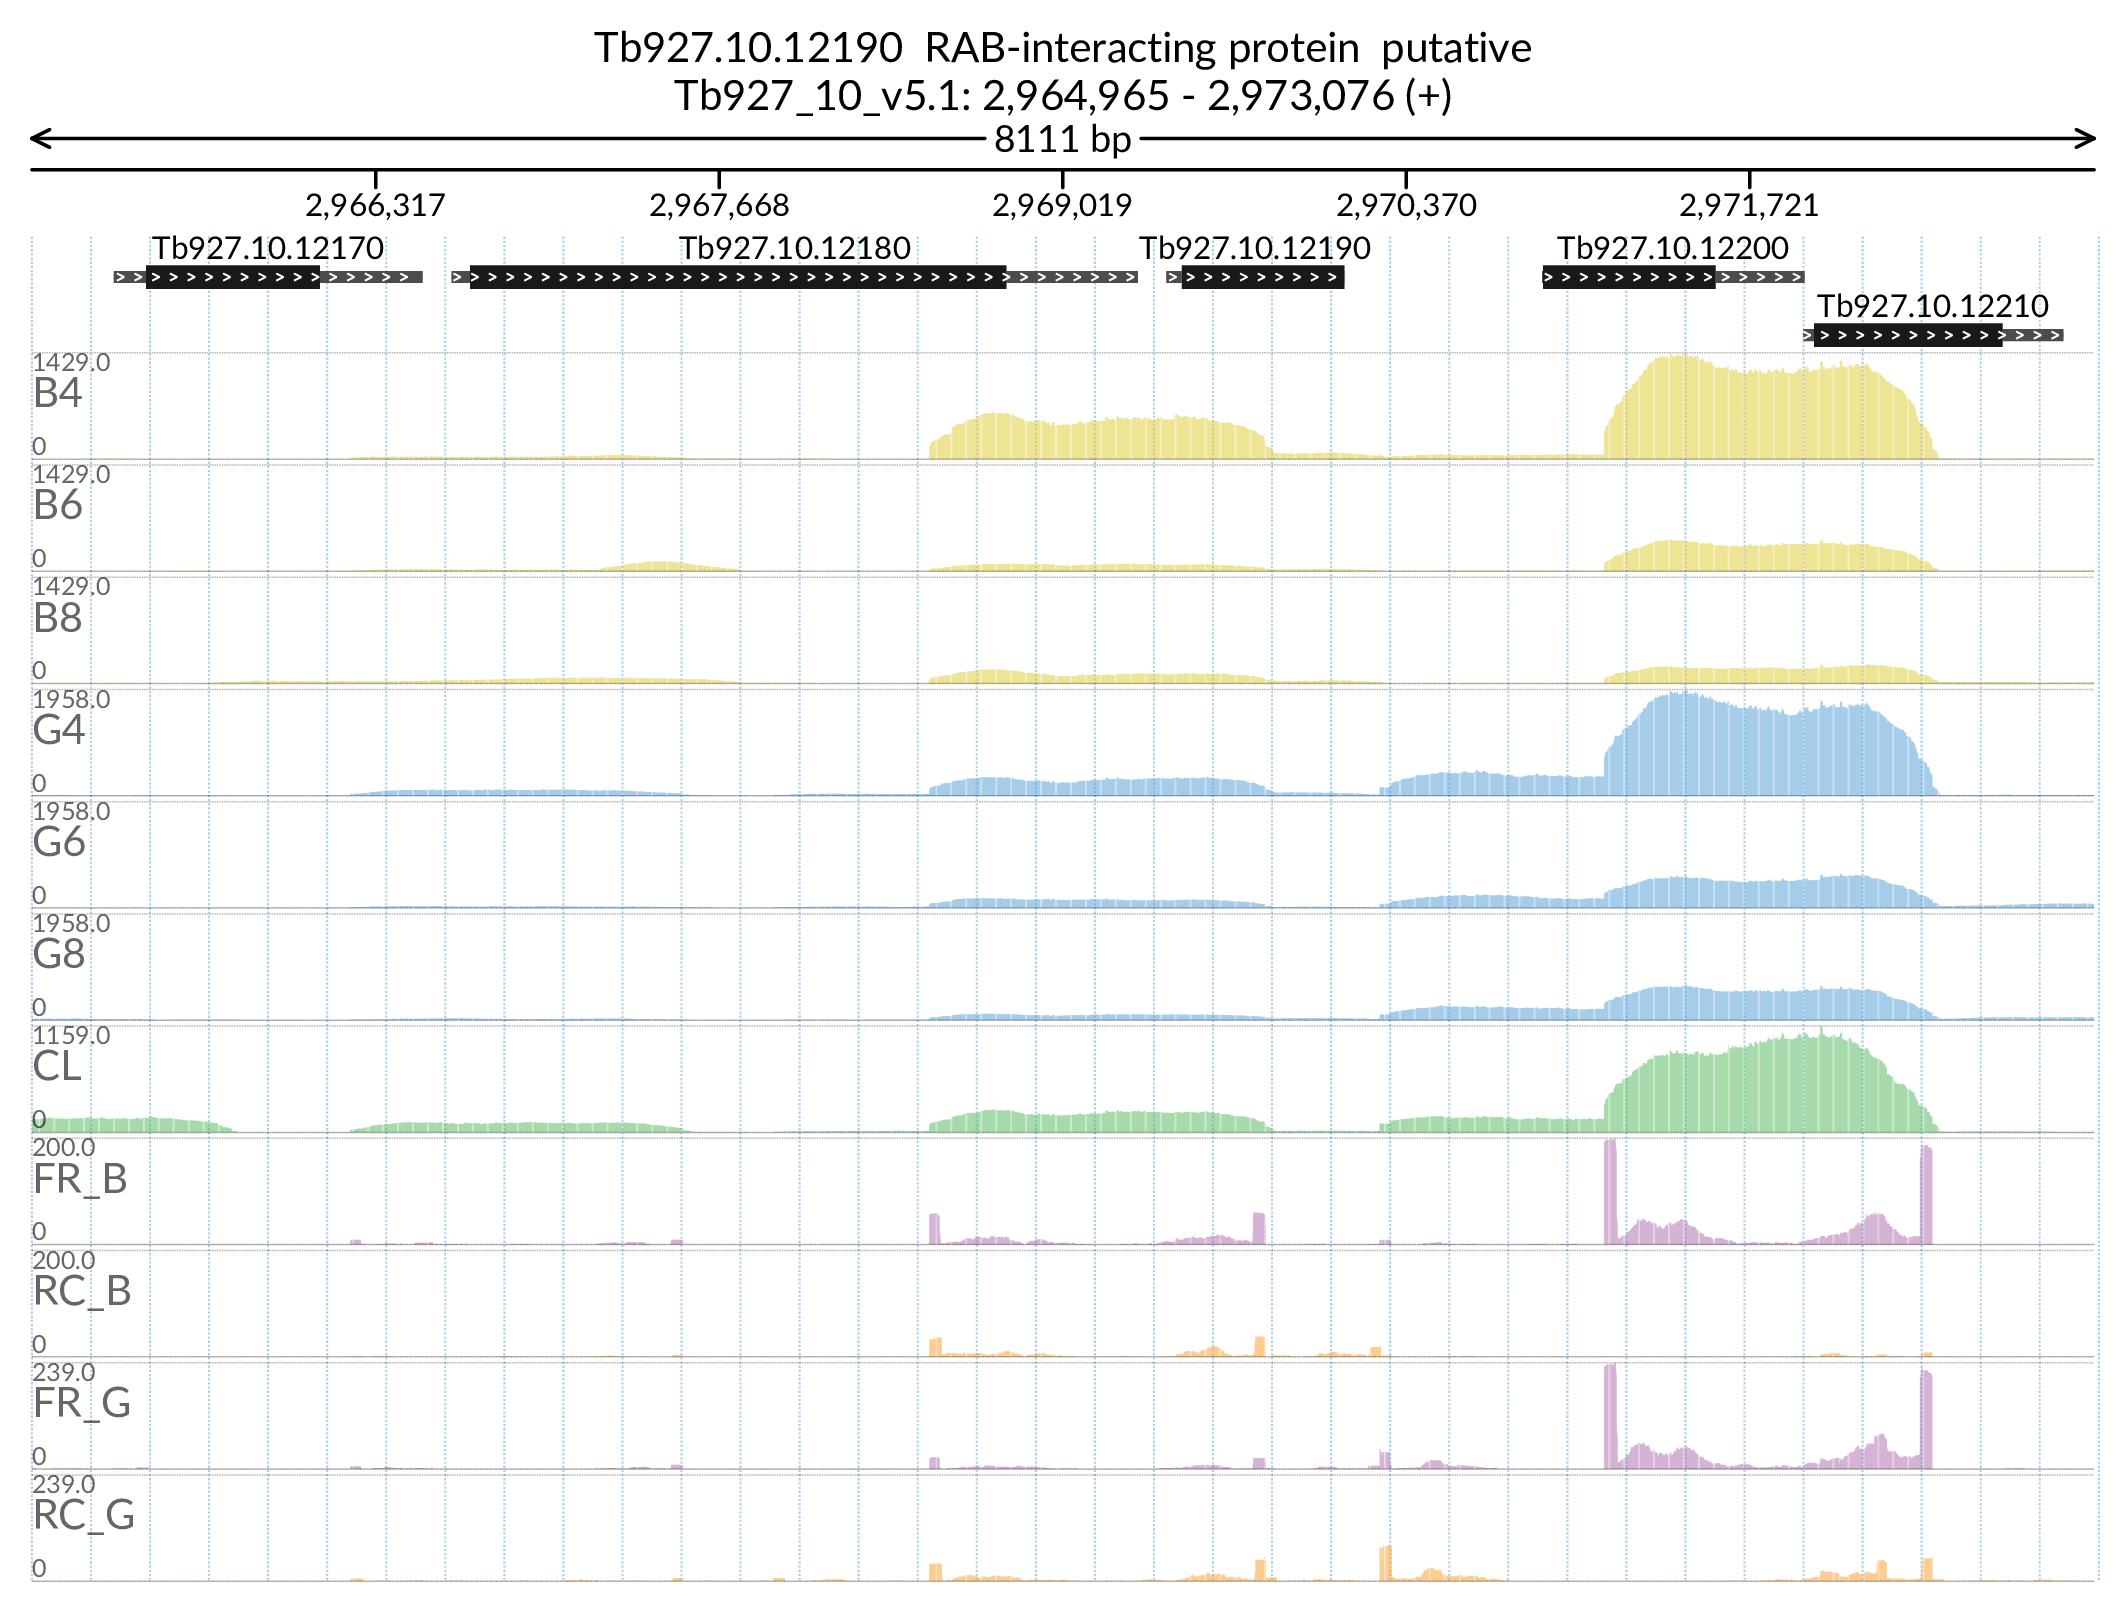 Tb927.10.12190  RAB-interacting protein  putative
Tb927_10_v5.1: 2,964,965 - 2,973,076 (+)
8111 bp
2,966,317 2,967,668 2,969,019 2,970,370 2,971,721
Tb927.10.12170 Tb927.10.12180 Tb927.10.12190 Tb927.10.12200
Tb927.10.12210
1429.0
B4
0
1429.0
B6
0
1429.0
B8
0
1958.0
G4
0
1958.0
G6
0
1958.0
G8
0
1159.0
CL
0
200.0
FR_B
0
200.0
RC_B
0
239.0
FR_G
0
239.0
RC_G
0